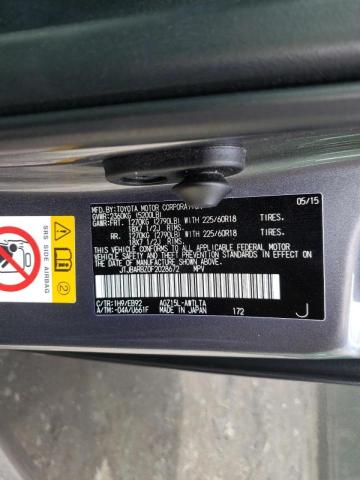 MFD.BY:TOYOTA MOTOR CORPORATION 05/15
GVWR:2360KG (5200LB)
GAWR:FRT. 1270KG (2790LB) WITH 225/60R18 TIRES.
18X7 1/2J RIMS.
RR. 1270KG (2790LB) WITH 225/60R18 TIRES.
18X7 1/2J RIMS.
THIS VEHICLE CONFORMS TO ALL APPLICABLE
FEDERAL MOTOR VEHICLE SAFETY AND THEFT
PREVENTION STANDARDS IN EFFECT ON THE DATE
OF MANUFACTURE SHOWN ABOVE.
JTJBARBZ0F2028672 MPV
J
C/TR:1H9/EB92 AGZ15L-AWTLTA
A/TM:-04A/U661F MADE IN JAPAN 172
SIDE AIRBAG